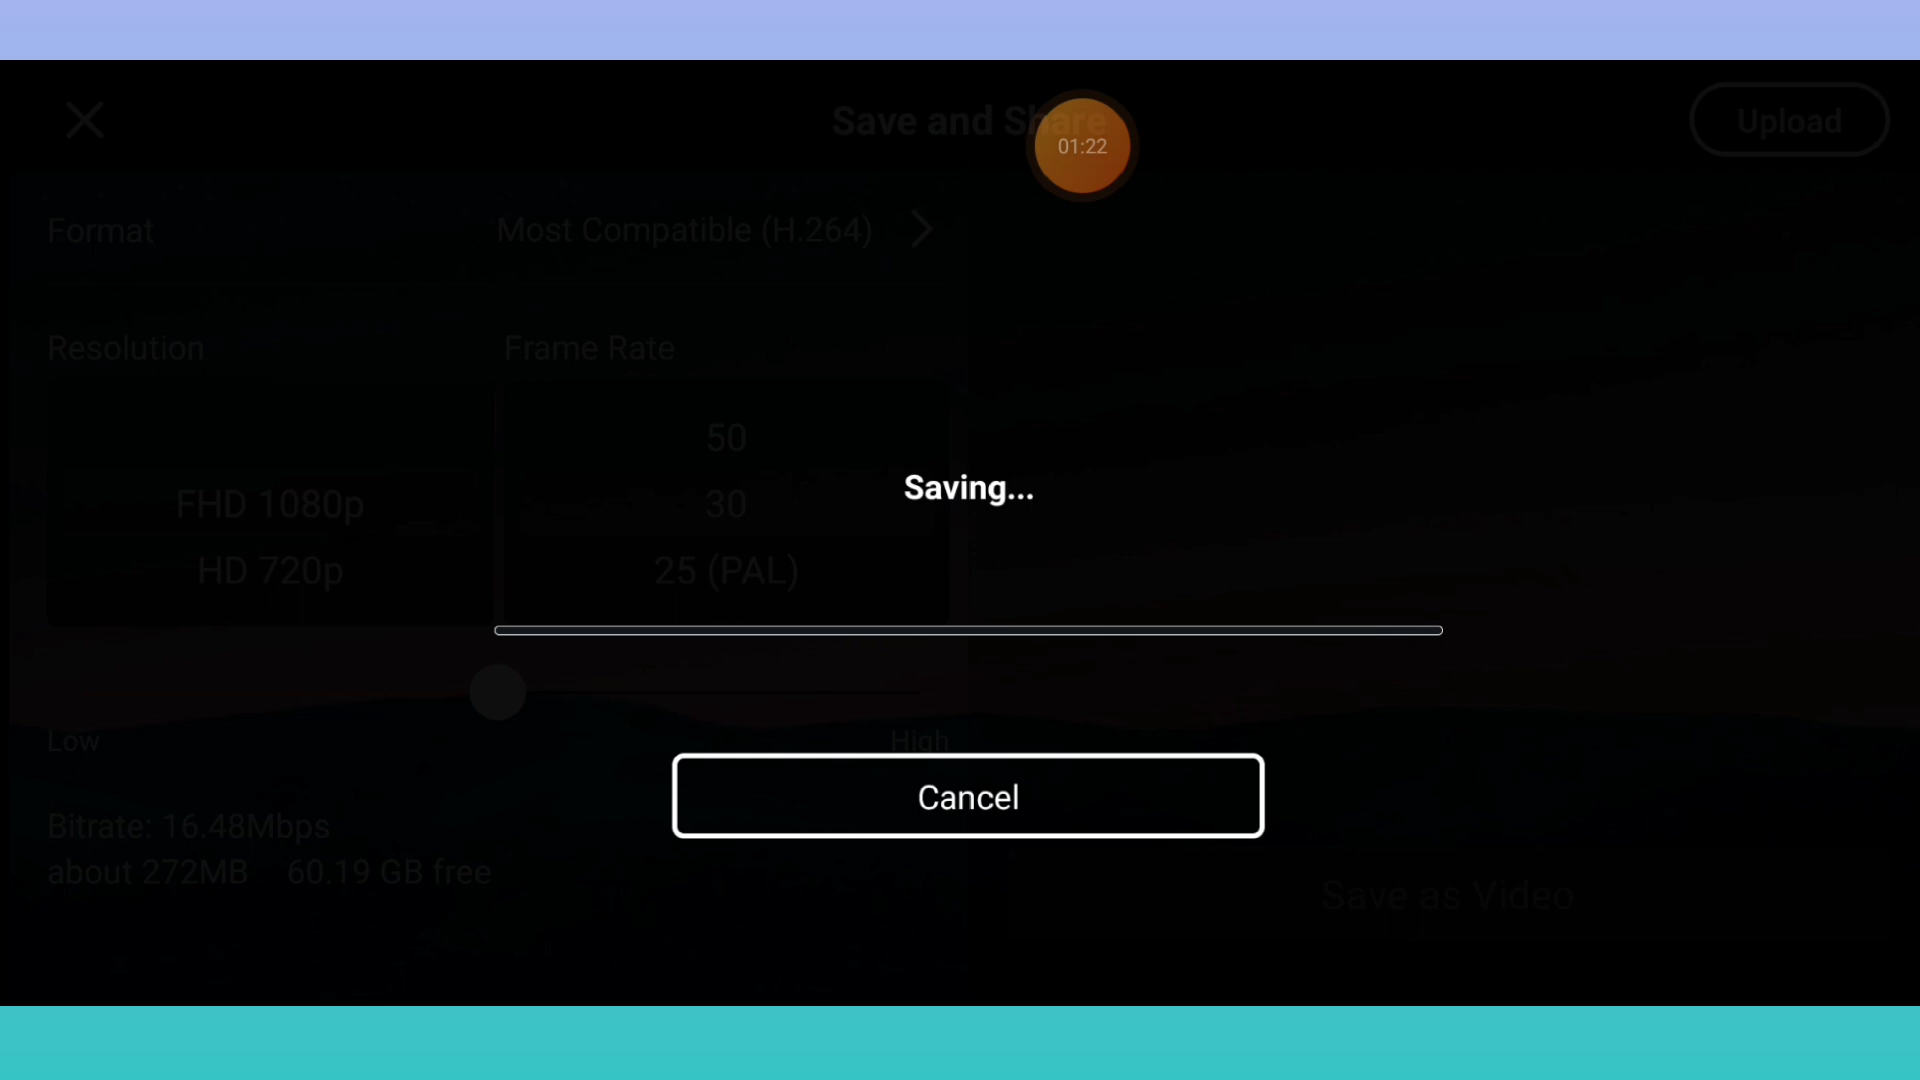 Save and Share
01:22
Upload
Format
Most Compatible (H.264)
Resolution
Frame Rate
50
FHD 1080p
30
Saving...
HD 720p
25 (PAL)
Low
High
Cancel
Bitrate: 16.48Mbps
about 272MB 60.19 GB free
Save as Video